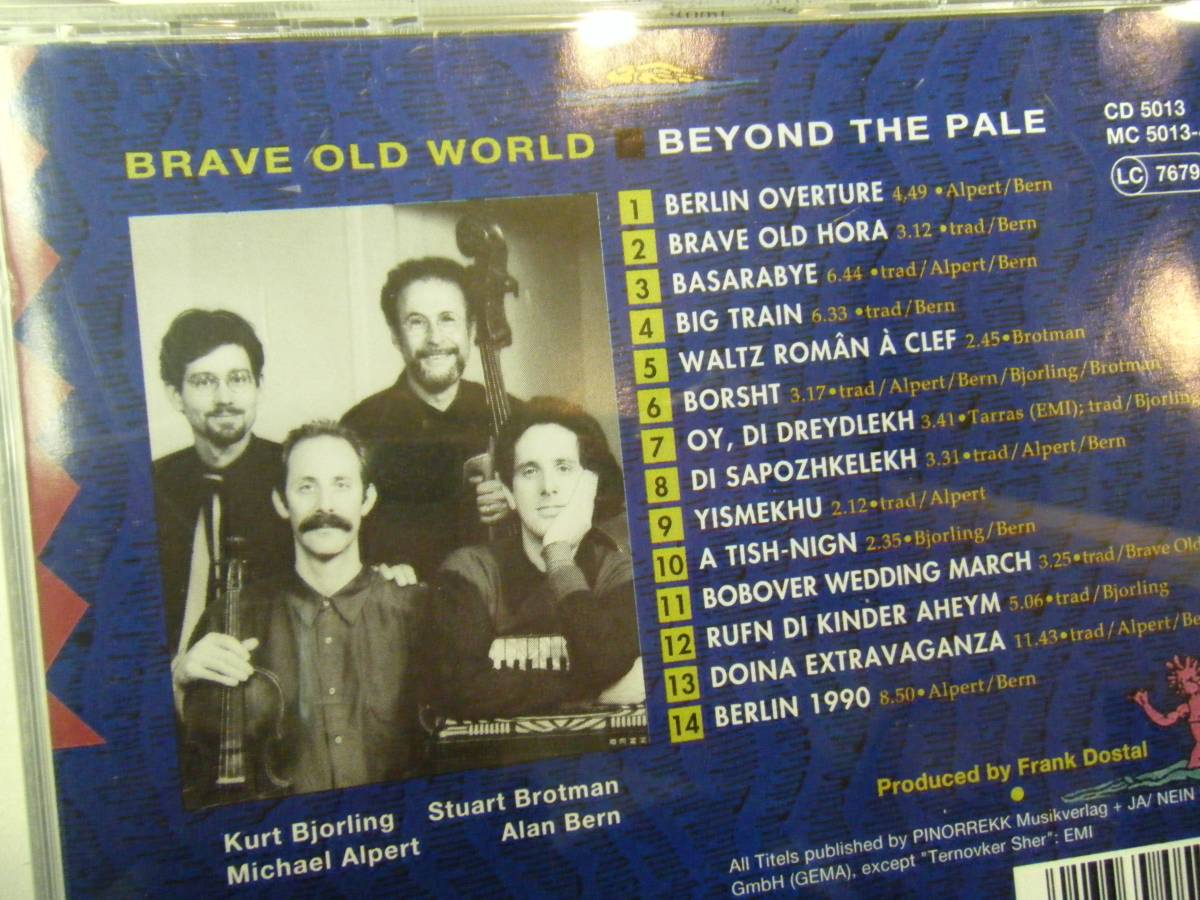 BRAVE OLD WORLD BEYOND THE PALE
CD 5013
MC 5013-
LC 7679
1 BERLIN OVERTURE 4,49 • Alpert/Bern
2 BRAVE OLD HORA 3.12 • trad/Bern
3 BASARABYE 6.44 • trad/Alpert/Bern
4 BIG TRAIN 6.33 • trad/Bern
5 WALTZ ROMÂN À CLEF 2.45 • Brotman
6 BORSHT 3.17 • trad/Alpert/Bern/Bjorling/Brotman
7 OY, DI DREYDLEKH 3.41 • Tarras (EMI); trad/Bjorling
8 DI SAPOZHKELEKH 3.31 • trad/Alpert/Bern
9 YISMEKHU 2.12 • trad/Alpert
10 A TISH-NIGN 2.35 • Bjorling/Bern
11 BOBOVER WEDDING MARCH 3.25 • trad/Brave Old
12 RUFN DI KINDER AHEYM 5.06 • trad/Bjorling
13 DOINA EXTRAVAGANZA 11.43 • trad/Alpert/Be
14 BERLIN 1990 8.50 • Alpert/Bern
Kurt Bjorling Stuart Brotman
Michael Alpert Alan Bern
Produced by Frank Dostal
All Titels published by PINORREKK Musikverlag + JA/ NEIN
GmbH (GEMA), except "Ternovker Sher": EMI